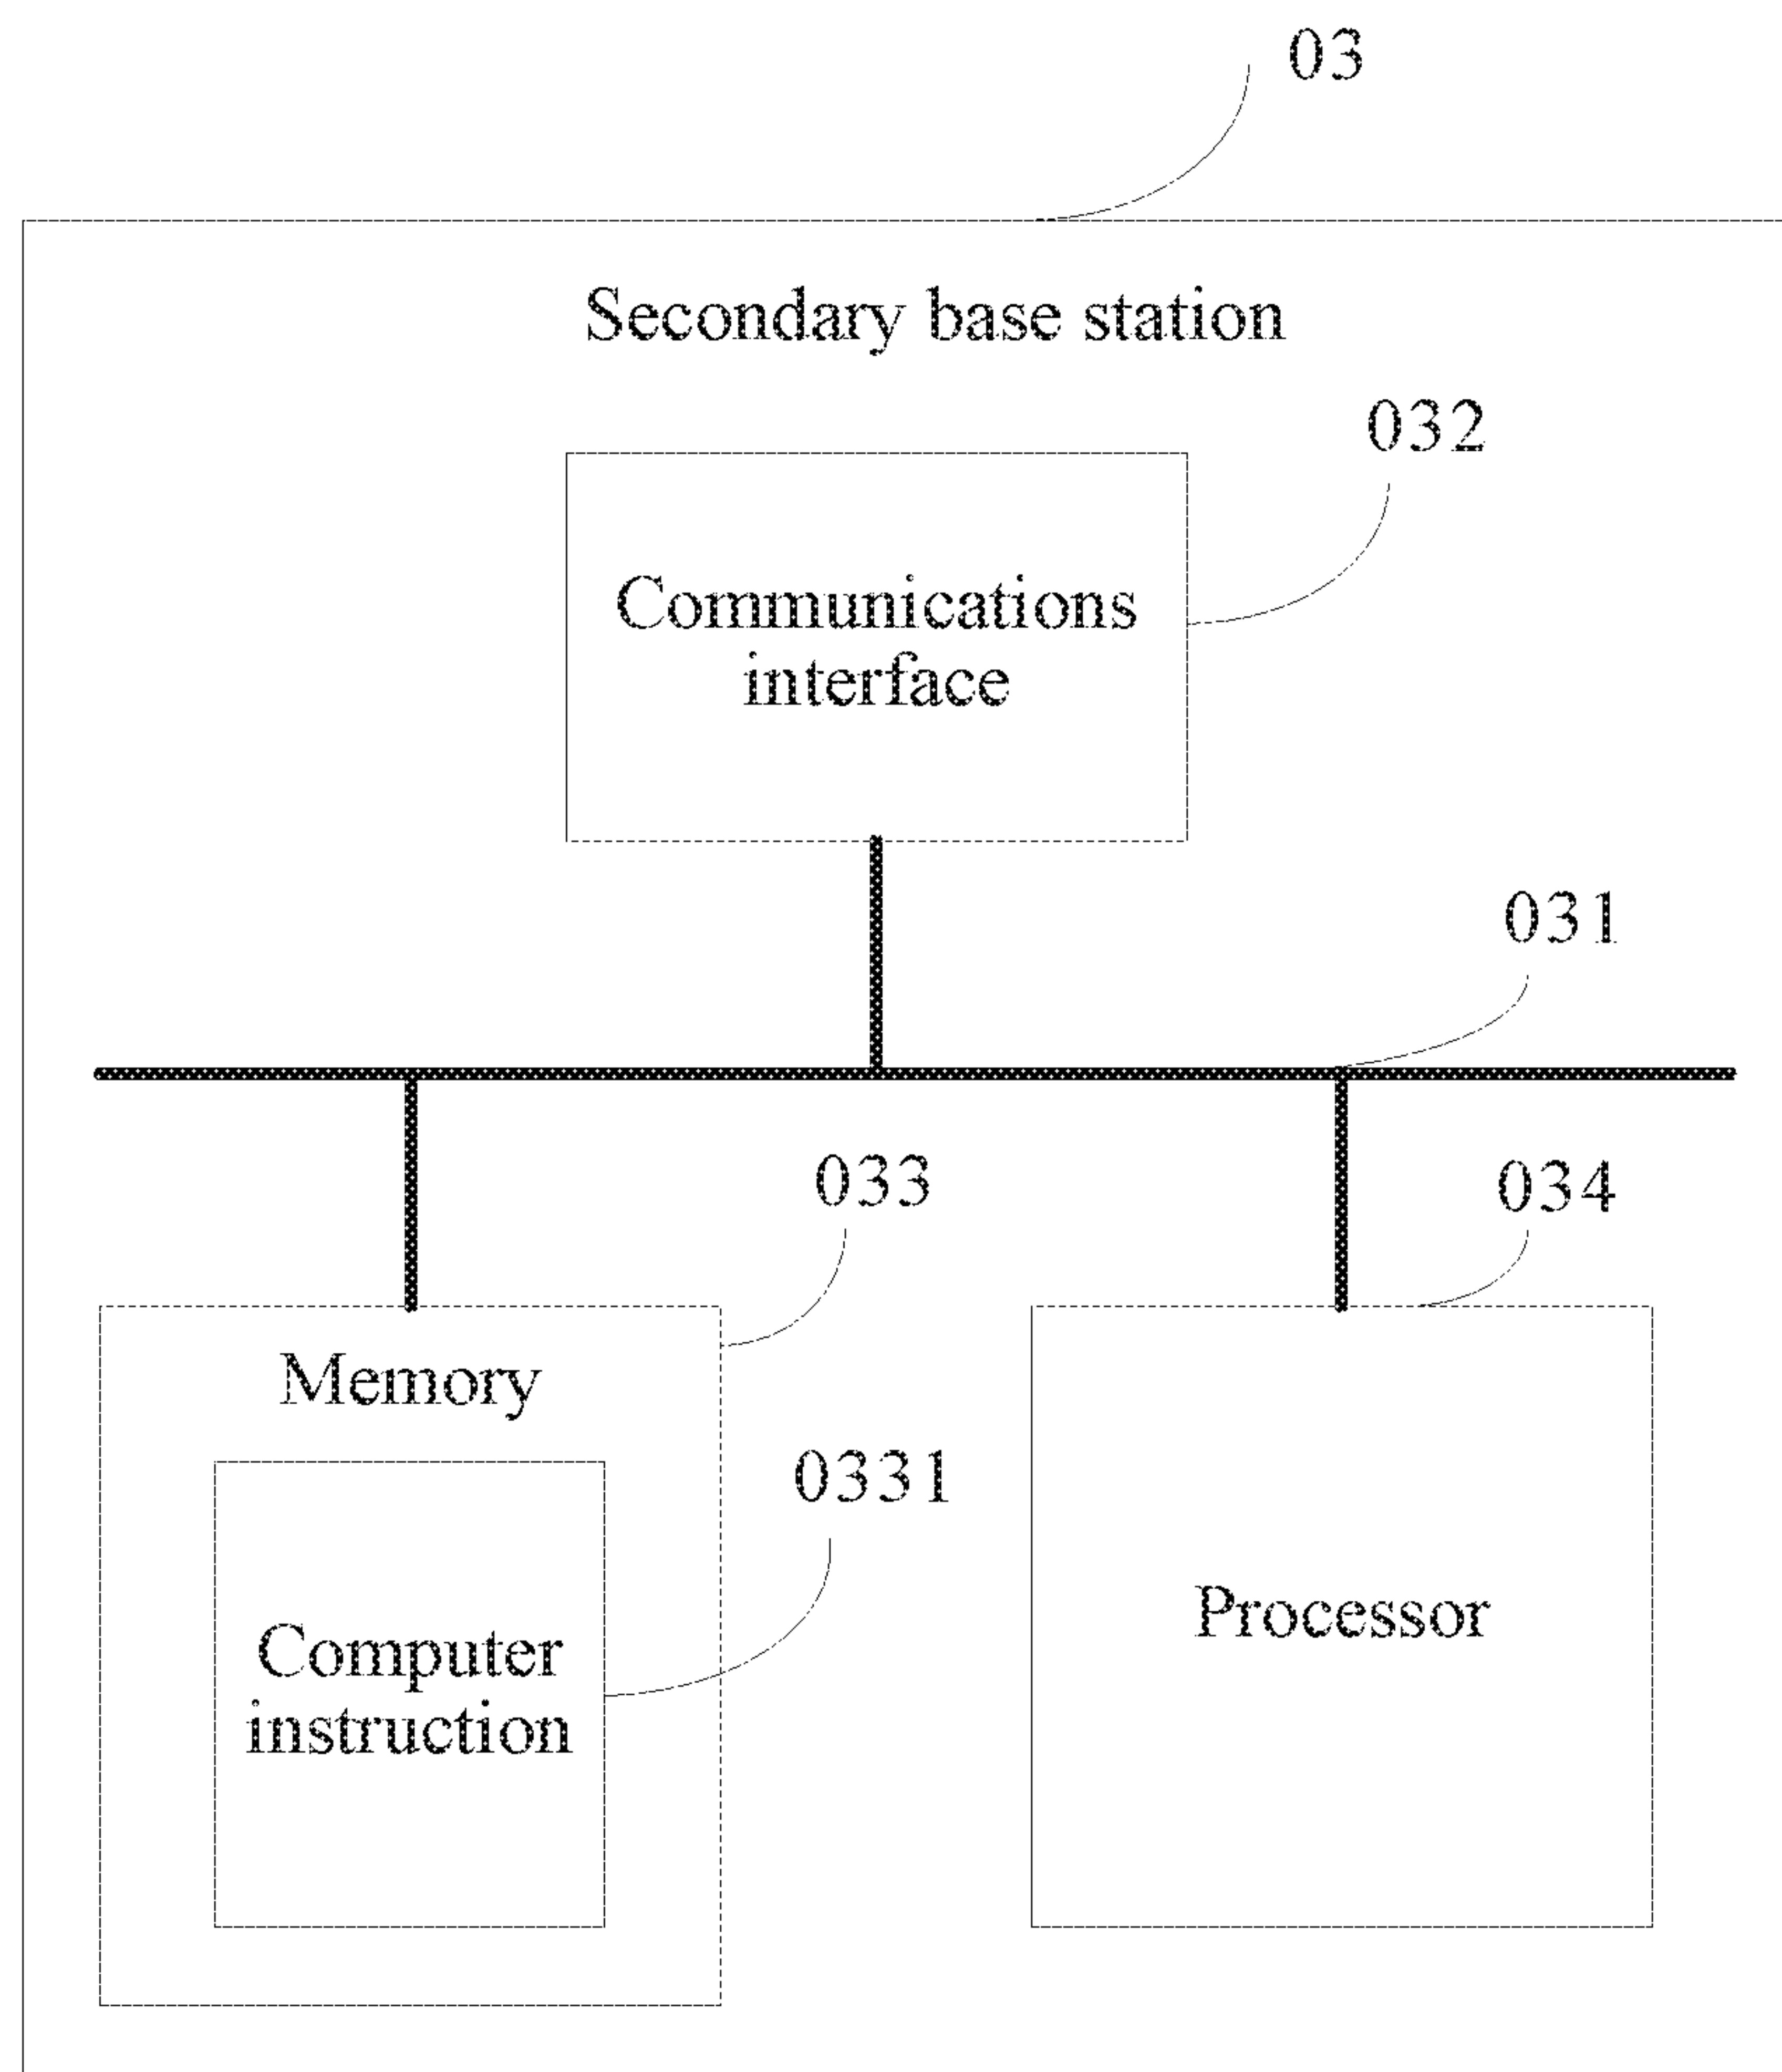 03
Secondary base station
032
Communications
interface
031
033
034
Memory
0331
Computer
instruction
Processor